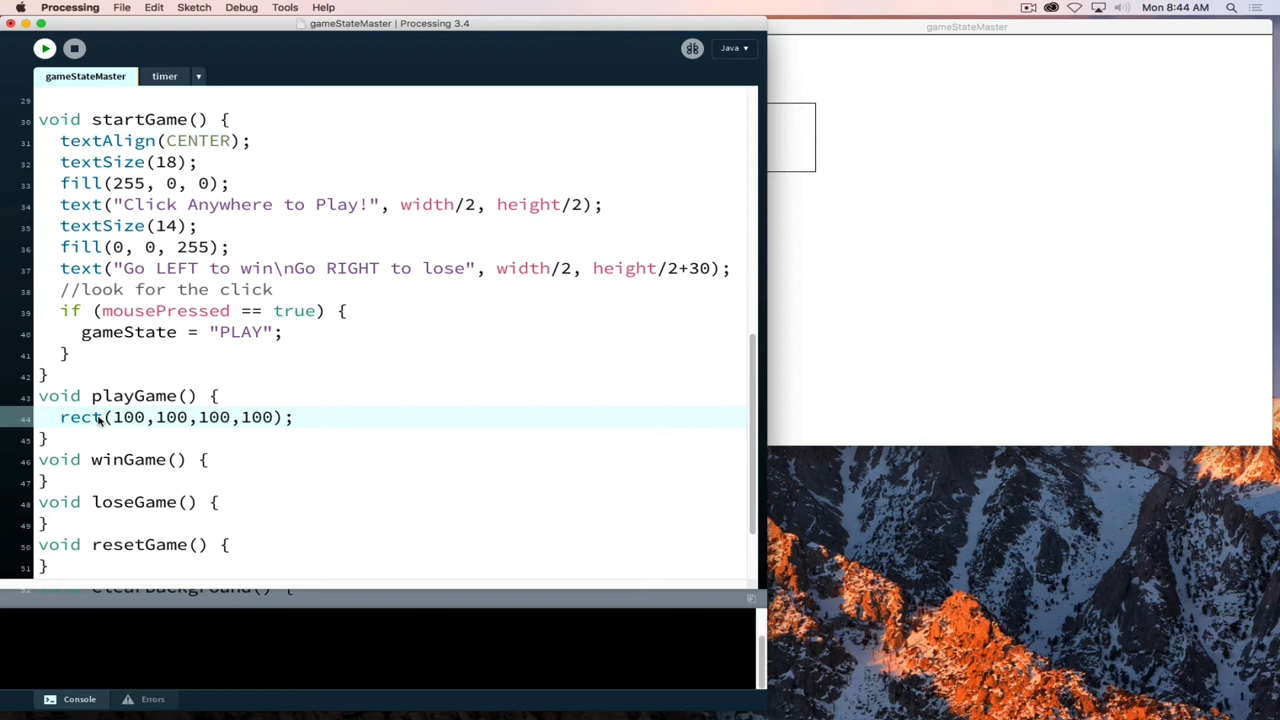 Processing File Edit Sketch Debug Tools Help Mon 8:44 AM
gameStateMaster | Processing 3.4
gameStateMaster
Java ▾
gameStateMaster timer ▾
29
30 void startGame() {
31 textAlign(CENTER);
32 textSize(18);
33 fill(255, 0, 0);
34 text("Click Anywhere to Play!", width/2, height/2);
35 textSize(14);
36 fill(0, 0, 255);
37 text("Go LEFT to win\nGo RIGHT to lose", width/2, height/2+30);
38 //look for the click
39 if (mousePressed == true) {
40 gameState = "PLAY";
41 }
42 }
43 void playGame() {
44 rect(100,100,100,100);
45 }
46 void winGame() {
47 }
48 void loseGame() {
49 }
50 void resetGame() {
51 }
52 void clearBackground() {
Console Errors